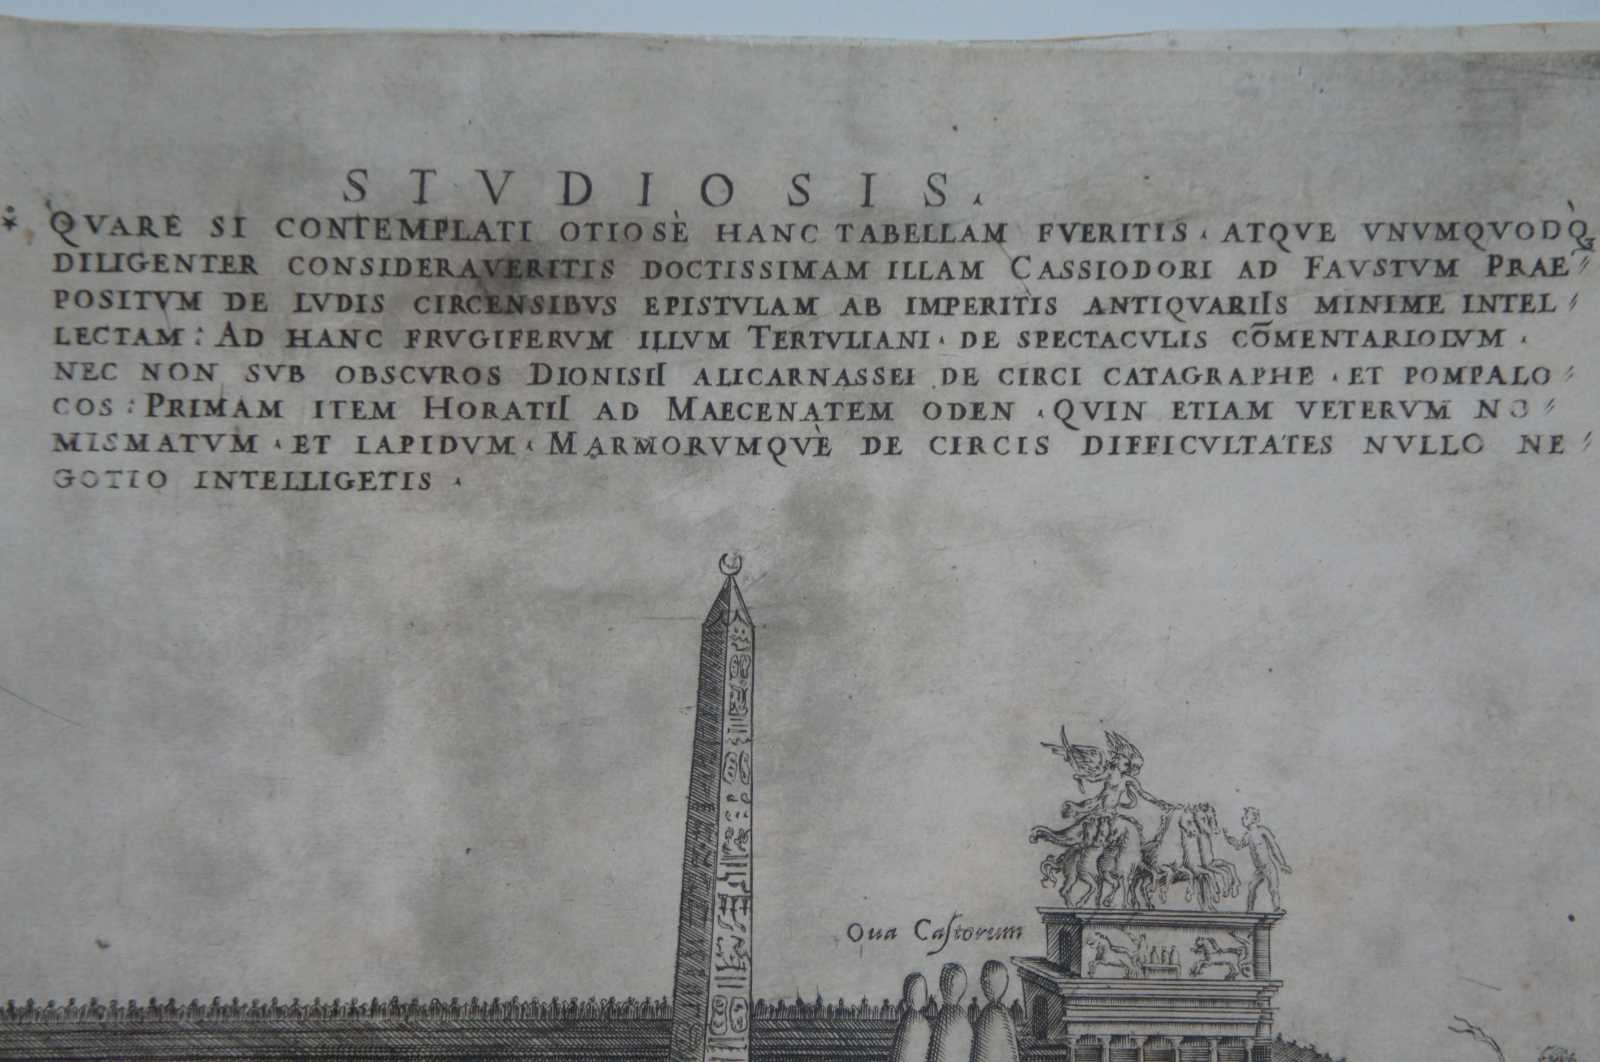 STVDIOSIS.
* QVARE SI CONTEMPLATI OTIOSÈ HANC TABELLAM FVERITIS. ATQVE VNVMQVODQ̀
DILIGENTER CONSIDERAVERITIS DOCTISSIMAM ILLAM CASSIODORI AD FAVSTVM PRAE〃
POSITVM DE LVDIS CIRCENSIBVS EPISTVLAM AB IMPERITIS ANTIQVARIIS MINIME INTEL〃
LECTAM: AD HANC FRVGIFERVM ILLVM TERTVLIANI. DE SPECTACVLIS CŌMENTARIOLVM.
NEC NON SVB OBSCVROS DIONISII ALICARNASSEI DE CIRCI CATAGRAPHE. ET POMPALO〃
COS: PRIMAM ITEM HORATII AD MAECENATEM ODEN. QVIN ETIAM VETERVM NO〃
MISMATVM. ET LAPIDVM. MARMORVMQVÈ DE CIRCIS DIFFICVLTATES NVLLO NE〃
GOTIO INTELLIGETIS.
Oua Castorum